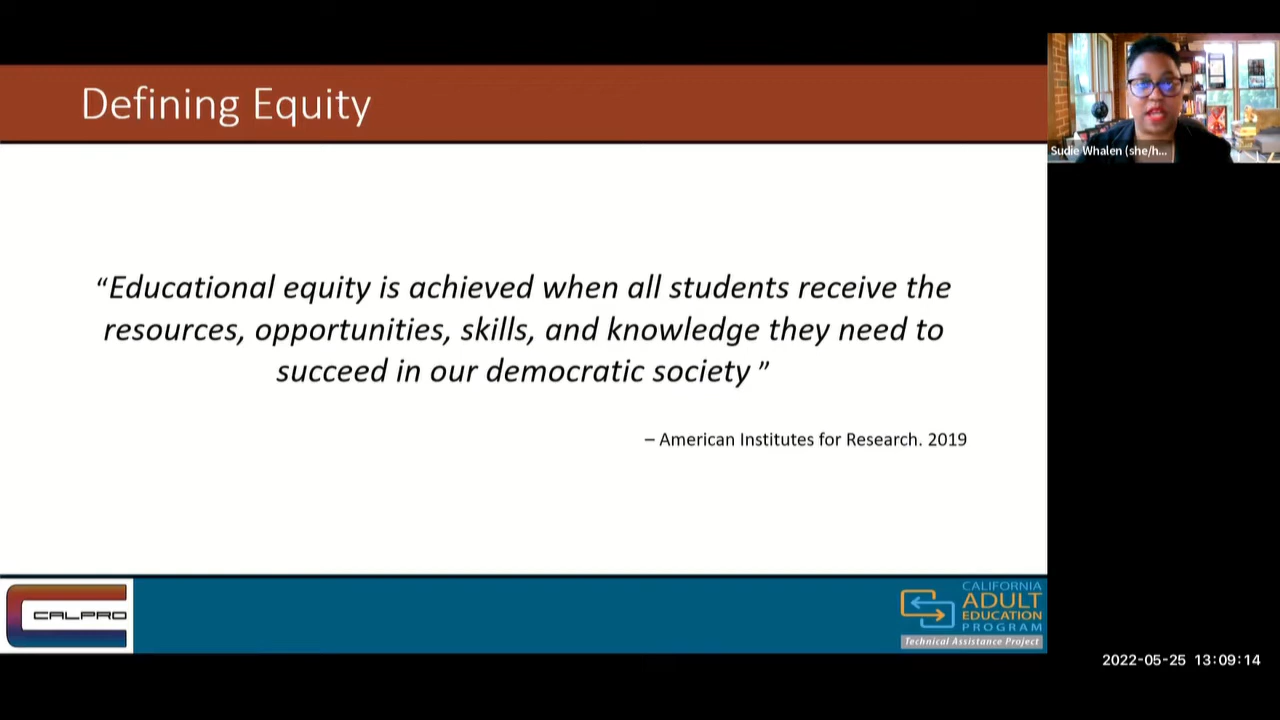 Defining Equity
Sudie Whalen (she/h...
“Educational equity is achieved when all students receive the
resources, opportunities, skills, and knowledge they need to
succeed in our democratic society ”
– American Institutes for Research. 2019
CALPRO
CALIFORNIA
ADULT
EDUCATION
PROGRAM
Technical Assistance Project
2022-05-25 13:09:14